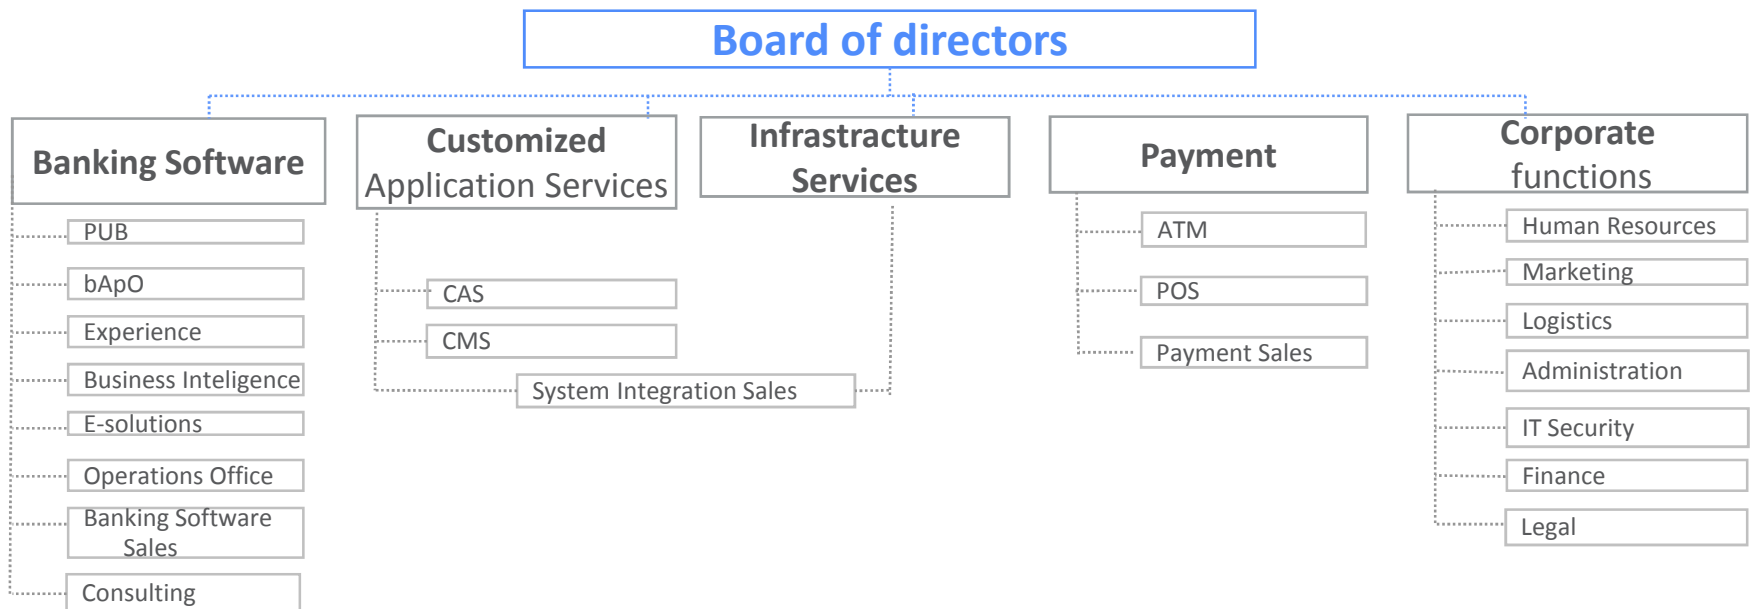 Board of directors
Banking Software
PUB
bApO
Experience
Business Inteligence
E-solutions
Operations Office
Banking Software
Sales
Consulting
Customized
Application Services
CAS
CMS
System Integration Sales
Infrastracture
Services
Payment
ATM
POS
Payment Sales
Corporate
functions
Human Resources
Marketing
Logistics
Administration
IT Security
Finance
Legal